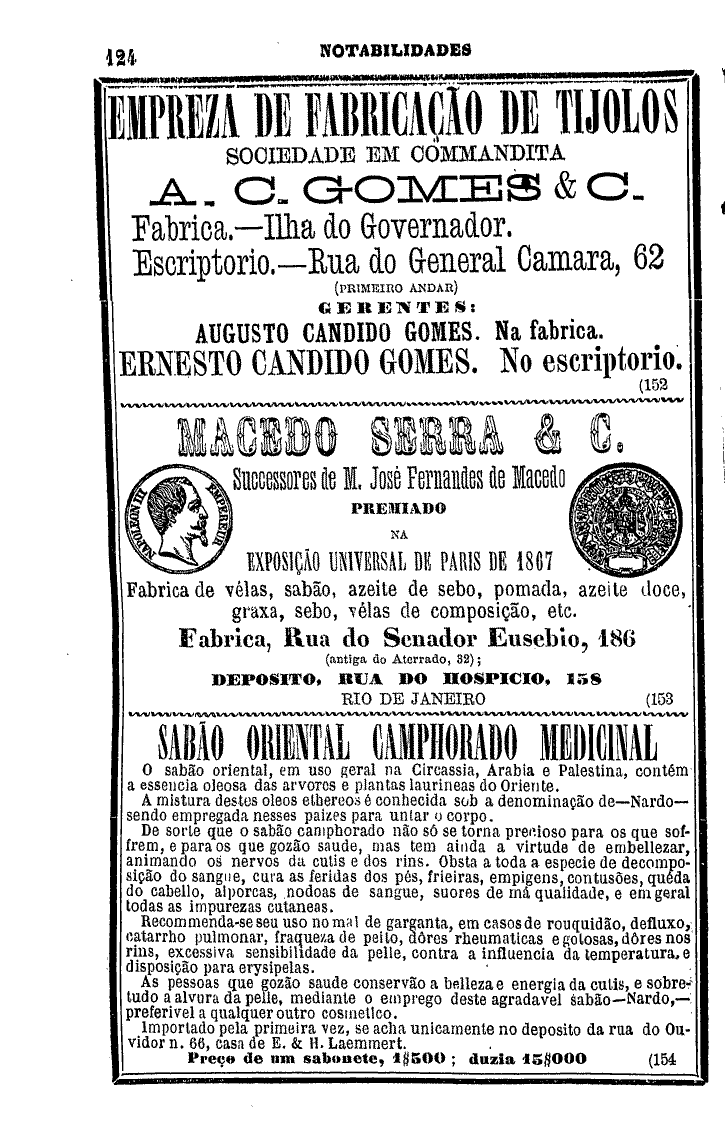 124
NOTABILIDADES
EMPREZA DE FABRICAÇÃO DE TIJOLOS
SOCIEDADE EM COMMANDITA
A. C. GOMES & C.
Fabrica.—Ilha do Governador.
Escriptorio.—Rua do General Camara, 62
(PRIMEIRO ANDAR)
GERENTES:
AUGUSTO CANDIDO GOMES. Na fabrica.
ERNESTO CANDIDO GOMES. No escriptorio.
(152
MACEDO SERRA & C.
Successores de M. José Fernandes de Macedo
NAPOLEON III EMPEREUR
PREMIADO
NA
EXPOSIÇÃO UNIVERSAL DE PARIS DE 1867
Fabrica de vélas, sabão, azeite de sebo, pomada, azeite doce,
graxa, sebo, vélas de composição, etc.
Fabrica, Rua do Senador Eusebio, 186
(antiga do Aterrado, 32);
DEPOSITO, RUA DO HOSPICIO, 158
RIO DE JANEIRO (153
SABÃO ORIENTAL CAMPHORADO MEDICINAL
O sabão oriental, em uso geral na Circassia, Arabia e Palestina, contém
a essencia oleosa das arvores e plantas laurineas do Oriente.
A mistura destes oleos ethereos é conhecida sob a denominação de—Nardo—
sendo empregada nesses paizes para untar o corpo.
De sorte que o sabão camphorado não só se torna precioso para os que sof-
frem, e para os que gozão saude, mas tem ainda a virtude de embellezar,
animando os nervos da cutis e dos rins. Obsta a toda a especie de decompo-
sição do sangue, cura as feridas dos pés, frieiras, empigens, contusões, quéda
do cabello, alporcas, nodoas de sangue, suores de má qualidade, e em geral
todas as impurezas cutaneas.
Recommenda-se seu uso no mal de garganta, em casos de rouquidão, defluxo,
catarrho pulmonar, fraqueza de peito, dôres rheumaticas e gotosas, dôres nos
rins, excessiva sensibilidade da pelle, contra a influencia da temperatura, e
disposição para erysipelas.
As pessoas que gozão saude conservão a belleza e energia da cutis, e sobre-
tudo a alvura da pelle, mediante o emprego deste agradavel sabão—Nardo,—
preferivel a qualquer outro cosmetico.
Importado pela primeira vez, se acha unicamente no deposito da rua do Ou-
vidor n. 66, casa de E. & H. Laemmert.
Preço de um sabonete, 1$500; duzia 15$000 (154